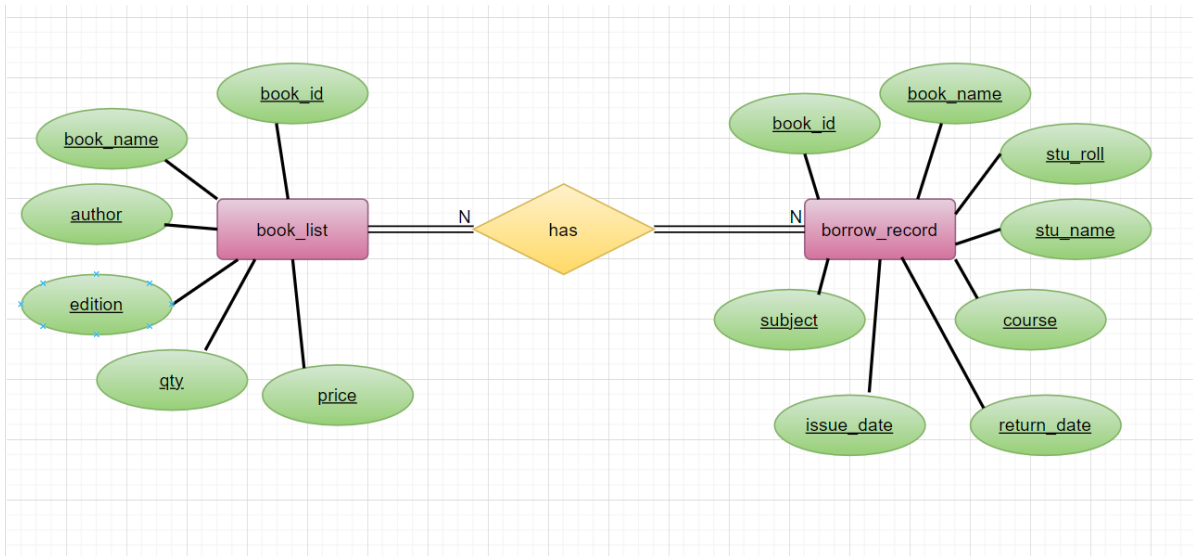 book_id
book_name
author
edition
qty
price
book_list
N
has
N
borrow_record
book_id
book_name
stu_roll
stu_name
course
subject
issue_date
return_date